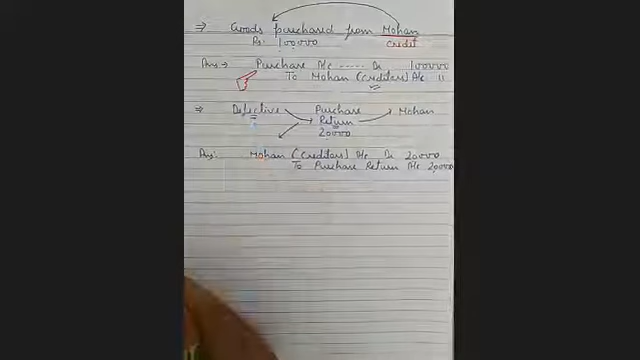 ⇒ Goods purchased from Mohan
Rs. 100000 Credit
Ans → Purchase A/c ..... Dr 100000
To Mohan (creditors) A/c 11
⇒ Defective Purchase Return Mohan
20000
Ans: Mohan (creditors) A/c Dr 20000
To Purchase Return A/c 20000